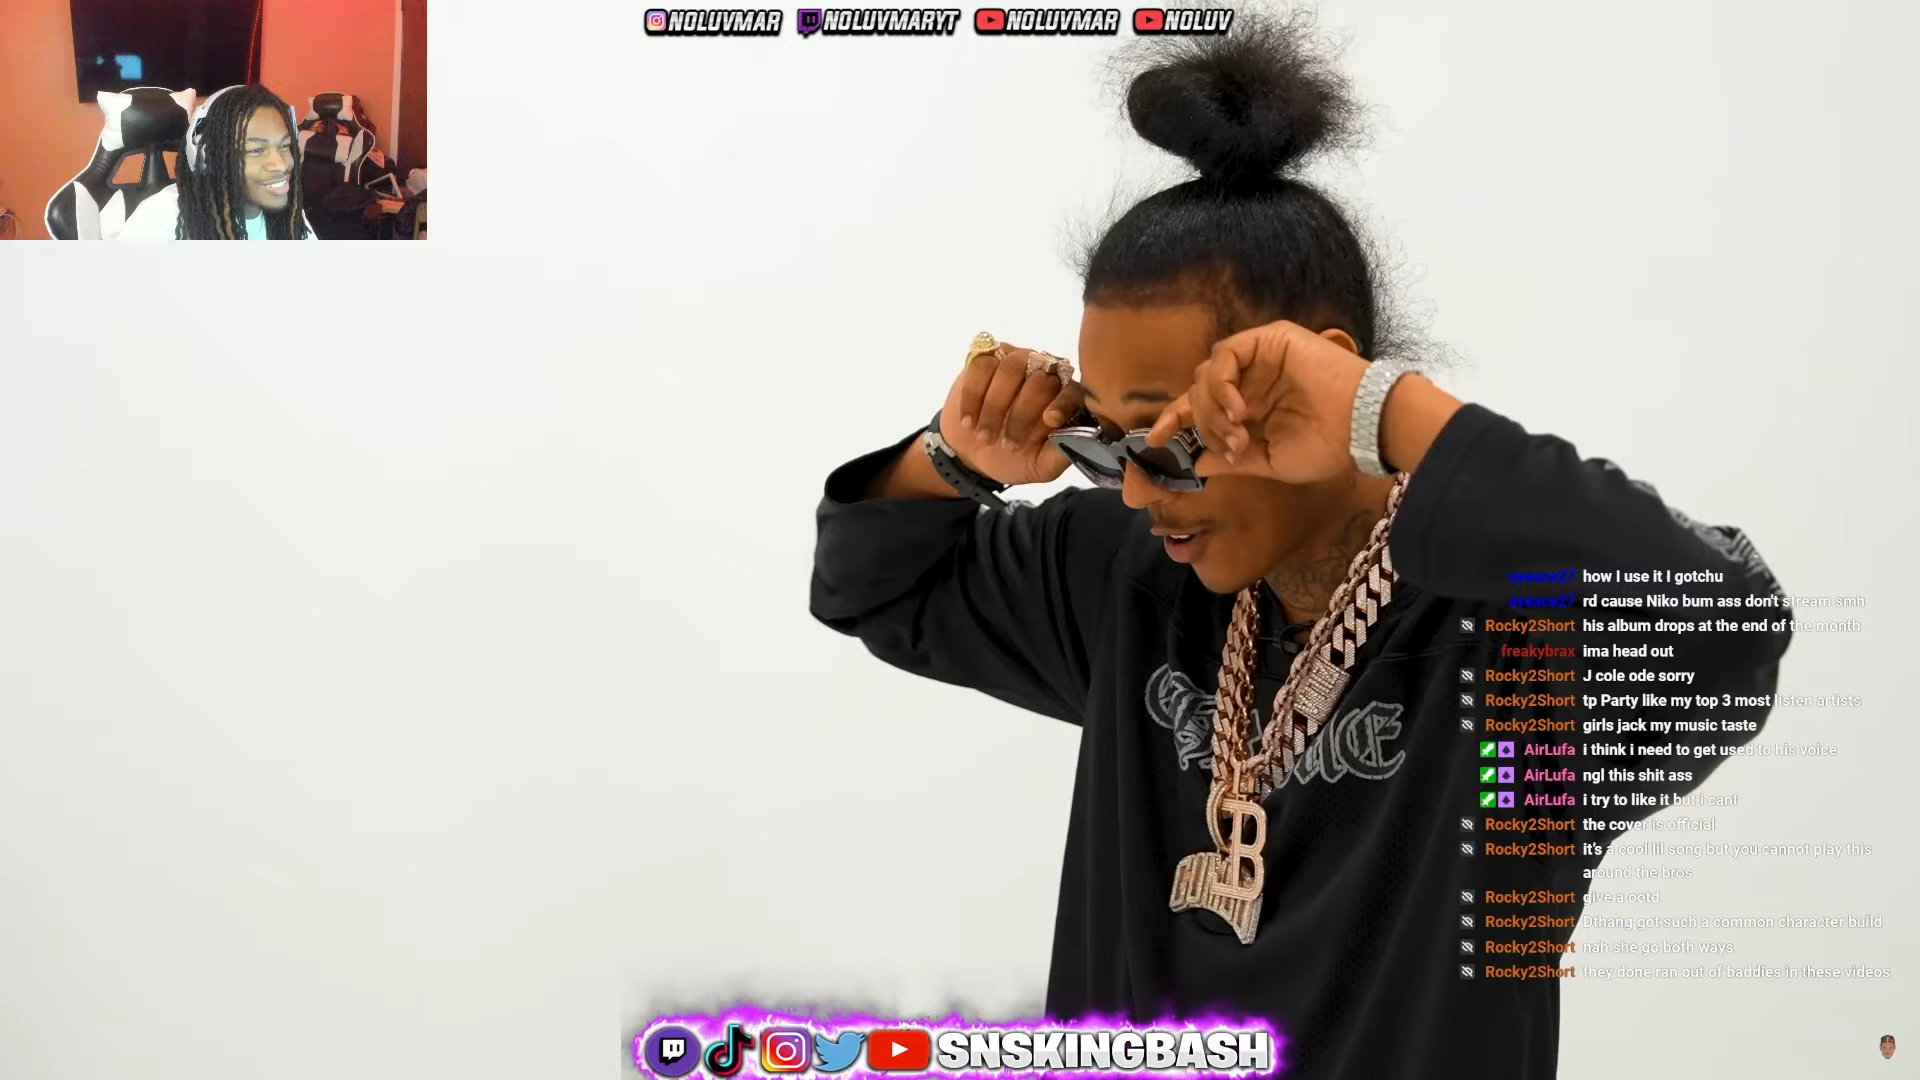 NOLUVMAR NOLUVMARYT NOLUVMAR NOLUV
how I use it I gotchu
rd cause Niko bum ass don't stream smh
Rocky2Short his album drops at the end of the month
freakybrax ima head out
Rocky2Short J cole ode sorry
Rocky2Short tp Party like my top 3 most listen artists
Rocky2Short girls jack my music taste
AirLufa i think i need to get used to his voice
AirLufa ngl this shit ass
AirLufa i try to like it but i cant
Rocky2Short the cover is official
Rocky2Short it's a cool lil song but you cannot play this
around the bros
Rocky2Short give a ootd
Rocky2Short Dthang got such a common character build
Rocky2Short nah she go both ways
Rocky2Short they done ran out of baddies in these videos
B
SNSKINGBASH